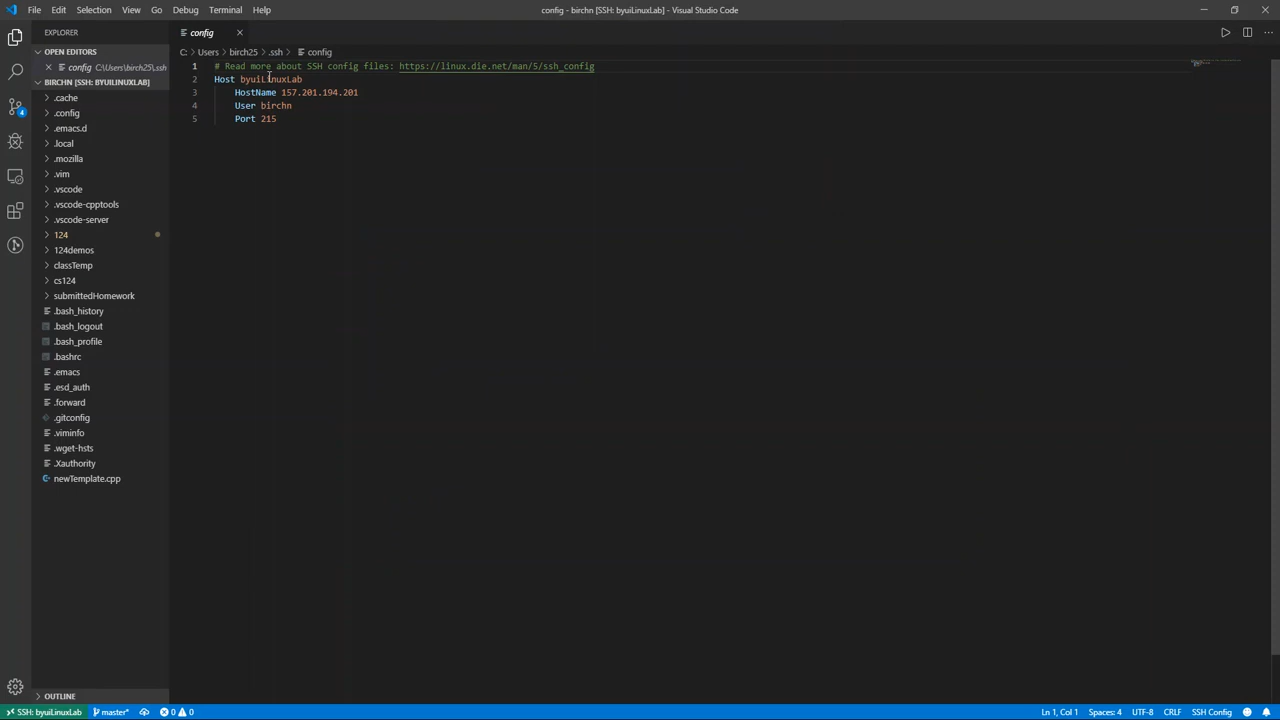 File Edit Selection View Go Debug Terminal Help
config - birchn [SSH: byuiLinuxLab] - Visual Studio Code
EXPLORER
OPEN EDITORS
config C:\Users\birch25\.ssh
BIRCHN [SSH: BYUILINUXLAB]
.cache
.config
.emacs.d
.local
.mozilla
.vim
.vscode
.vscode-cpptools
.vscode-server
124
124demos
classTemp
cs124
submittedHomework
.bash_history
.bash_logout
.bash_profile
.bashrc
.emacs
.esd_auth
.forward
.gitconfig
.viminfo
.wget-hsts
.Xauthority
newTemplate.cpp
OUTLINE
4
config
C: > Users > birch25 > .ssh > config
1 # Read more about SSH config files: https://linux.die.net/man/5/ssh_config
2 Host byuiLinuxLab
3 HostName 157.201.194.201
4 User birchn
5 Port 215
SSH: byuiLinuxLab master* 0 0 Ln 1, Col 1 Spaces: 4 UTF-8 CRLF SSH Config